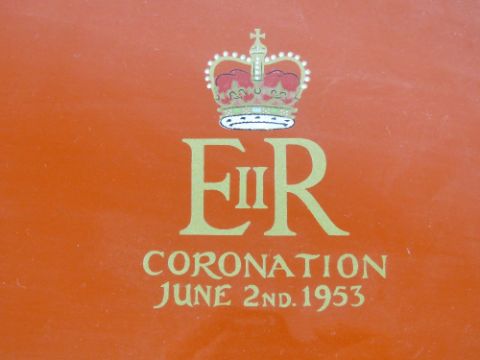 EIIR
CORONATION
JUNE 2ND. 1953